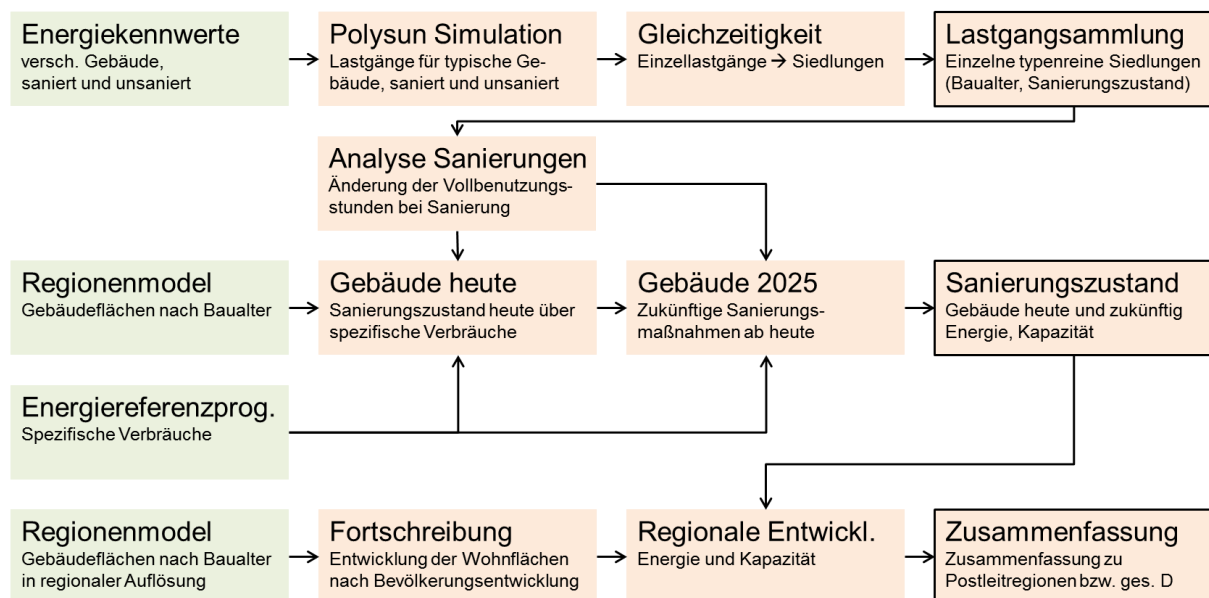 Energiekennwerte
versch. Gebäude,
saniert und unsaniert
Polysun Simulation
Lastgänge für typische Ge-
bäude, saniert und unsaniert
Gleichzeitigkeit
Einzellastgänge → Siedlungen
Lastgangsammlung
Einzelne typenreine Siedlungen
(Baualter, Sanierungszustand)
Analyse Sanierungen
Änderung der Vollbenutzungs-
stunden bei Sanierung
Regionenmodel
Gebäudeflächen nach Baualter
Gebäude heute
Sanierungszustand heute über
spezifische Verbräuche
Gebäude 2025
Zukünftige Sanierungs-
maßnahmen ab heute
Sanierungszustand
Gebäude heute und zukünftig
Energie, Kapazität
Energiereferenzprog.
Spezifische Verbräuche
Regionenmodel
Gebäudeflächen nach Baualter
in regionaler Auflösung
Fortschreibung
Entwicklung der Wohnflächen
nach Bevölkerungsentwicklung
Regionale Entwickl.
Energie und Kapazität
Zusammenfassung
Zusammenfassung zu
Postleitregionen bzw. ges. D